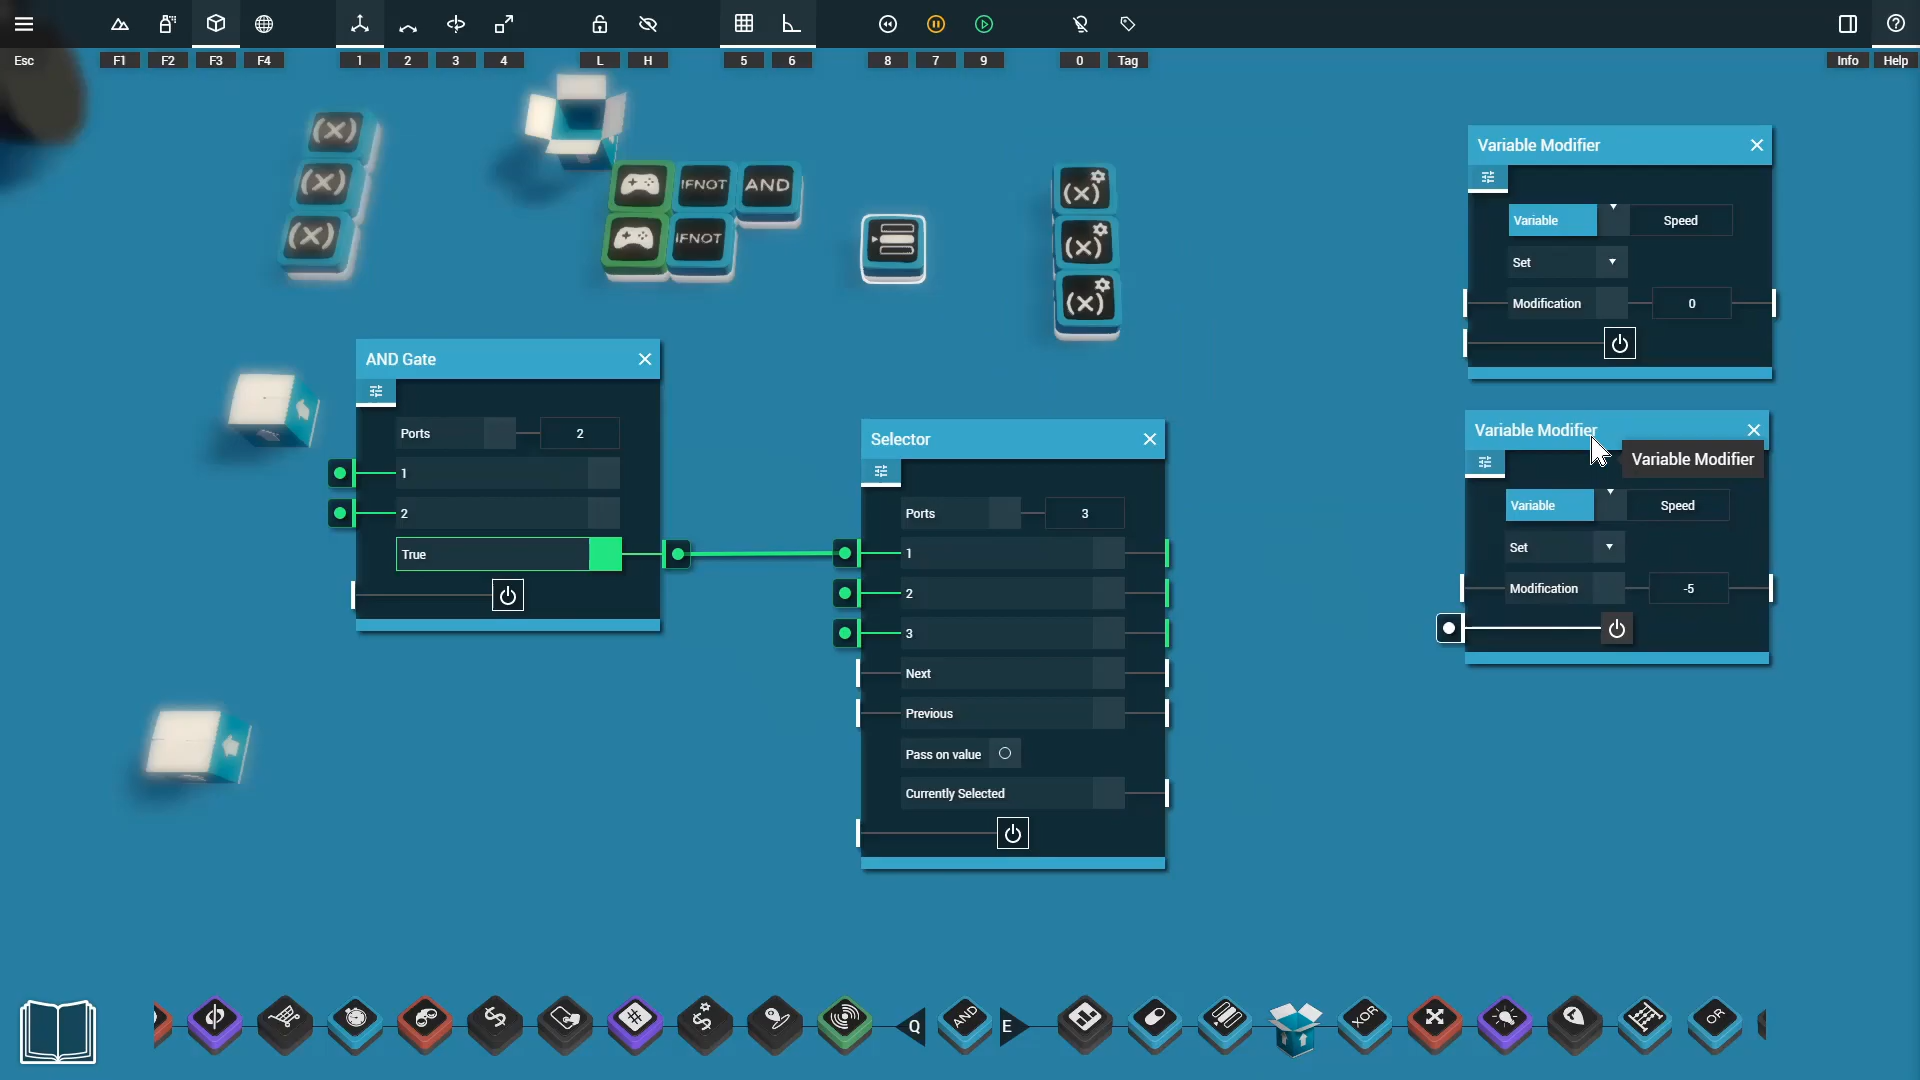 Esc
F1
F2
F3
F4
1
2
3
4
L
H
5
6
8
7
9
0
Tag
Info
Help
(X)
(X)
(X)
IFNOT
AND
IFNOT
(X)
(X)
(X)
Variable Modifier
Variable
Speed
Set
Modification
0
AND Gate
Ports
2
1
2
True
Selector
Ports
3
1
2
3
Next
Previous
Pass on value
Currently Selected
Variable Modifier
Variable Modifier
Variable
Speed
Set
Modification
-5
Q
AND
E
XOR
OR